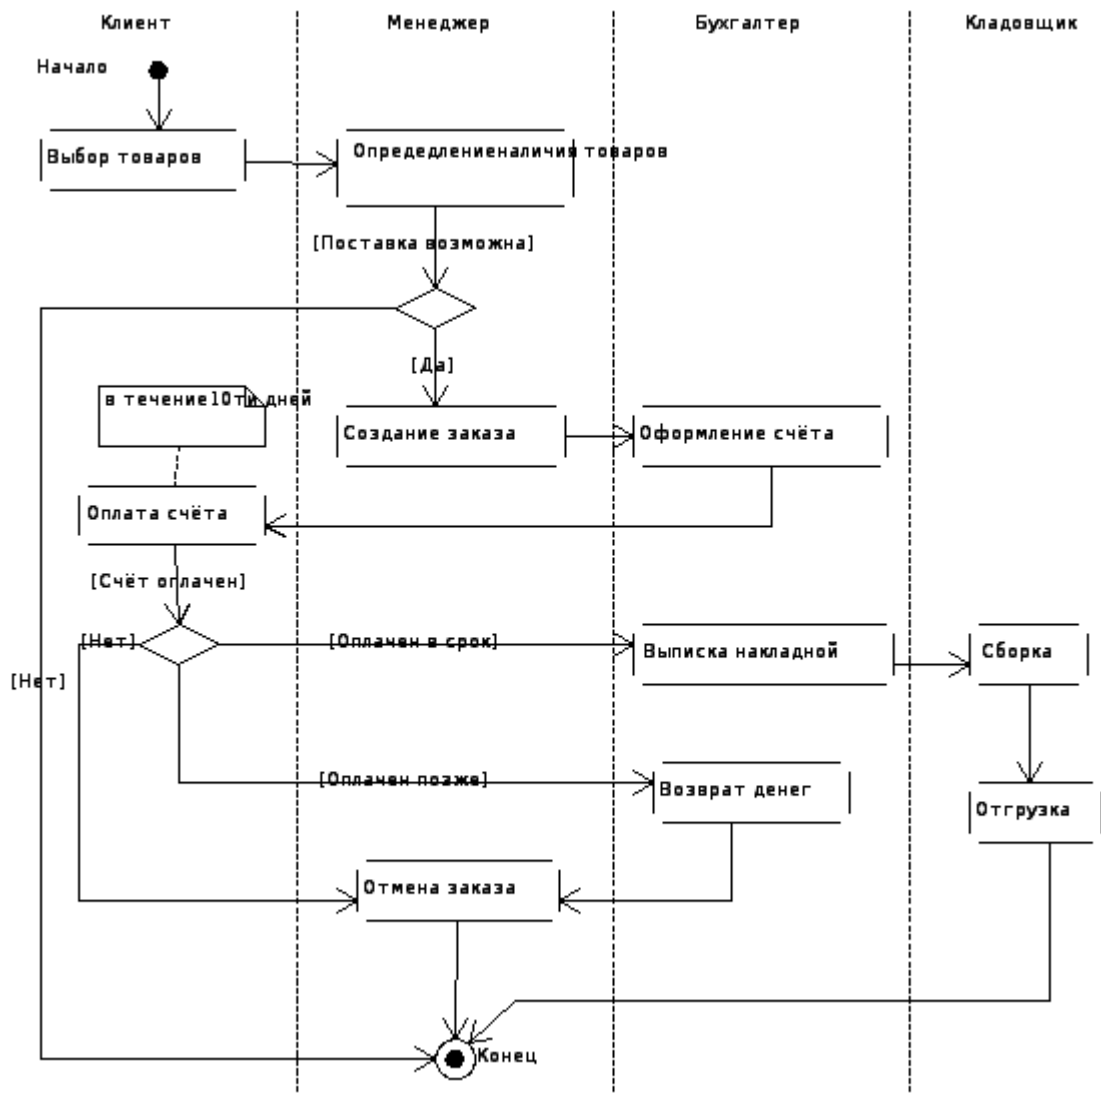 Клиент
Менеджер
Бухгалтер
Кладовщик
Начало
Выбор товаров
Опредедлениеналичия товаров
[Поставка возможна]
[Да]
в течение10ти дней
Создание заказа
Оформление счёта
Оплата счёта
[Счёт оплачен]
[Нет]
[Оплачен в срок]
Выписка накладной
Сборка
[Нет]
[Оплачен позже]
Возврат денег
Отгрузка
Отмена заказа
Конец